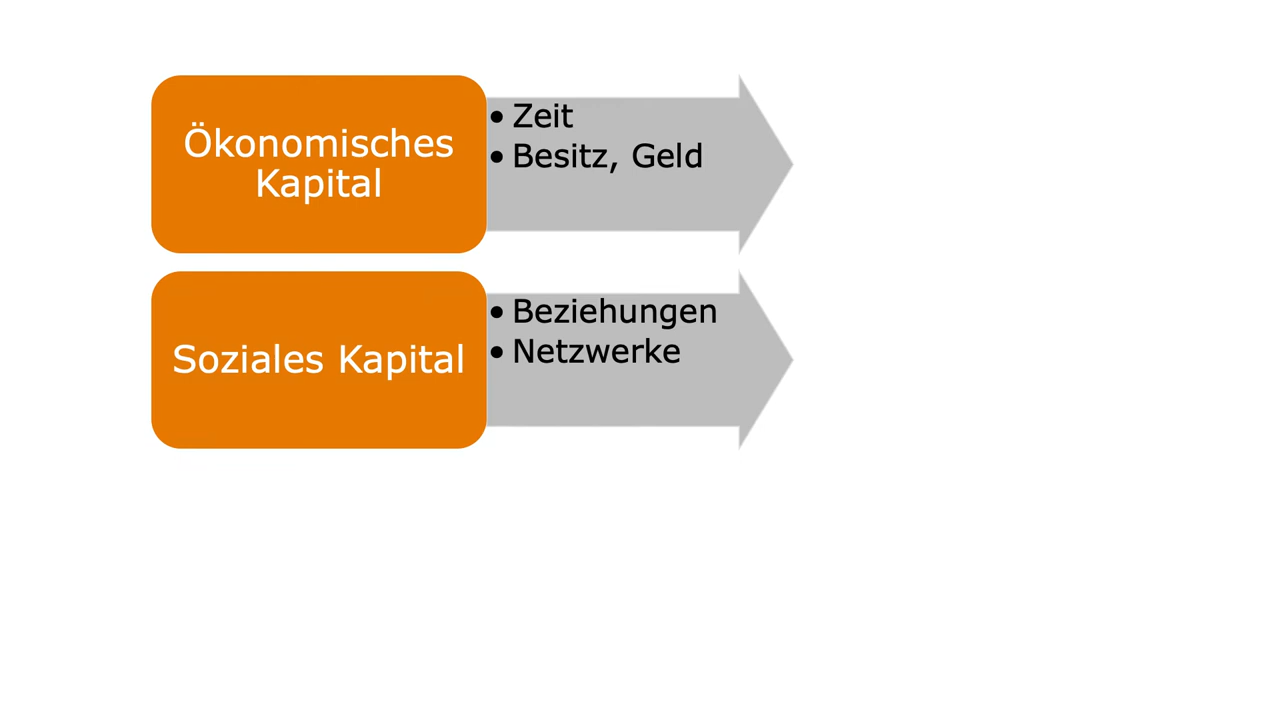 Ökonomisches
Kapital
• Zeit
• Besitz, Geld
Soziales Kapital
• Beziehungen
• Netzwerke